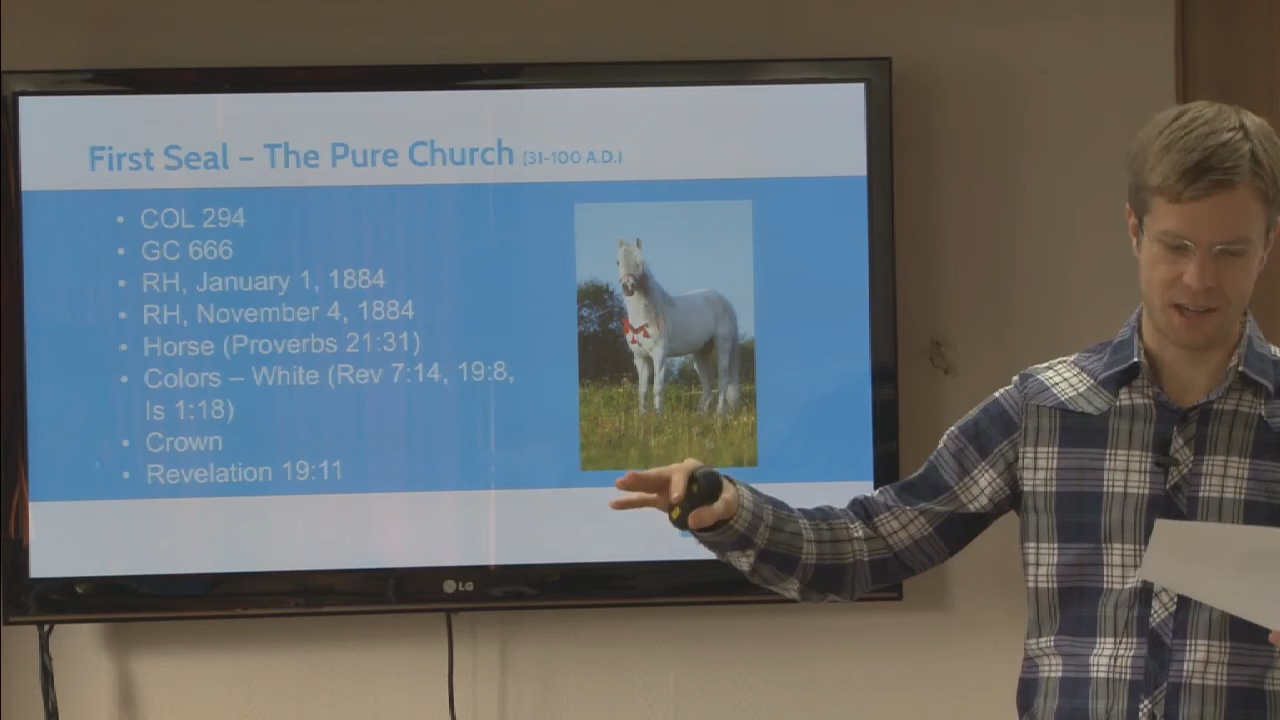 First Seal – The Pure Church (31-100 A.D.)
• COL 294
• GC 666
• RH, January 1, 1884
• RH, November 4, 1884
• Horse (Proverbs 21:31)
• Colors – White (Rev 7:14, 19:8,
Is 1:18)
• Crown
• Revelation 19:11
LG